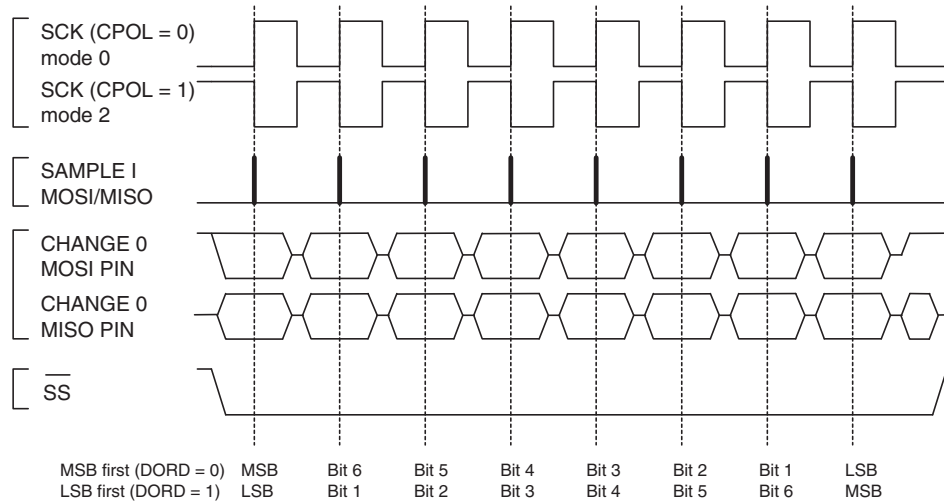 SCK (CPOL = 0)
mode 0
SCK (CPOL = 1)
mode 2
SAMPLE I
MOSI/MISO
CHANGE 0
MOSI PIN
CHANGE 0
MISO PIN
SS
MSB first (DORD = 0) MSB Bit 6 Bit 5 Bit 4 Bit 3 Bit 2 Bit 1 LSB
LSB first (DORD = 1) LSB Bit 1 Bit 2 Bit 3 Bit 4 Bit 5 Bit 6 MSB